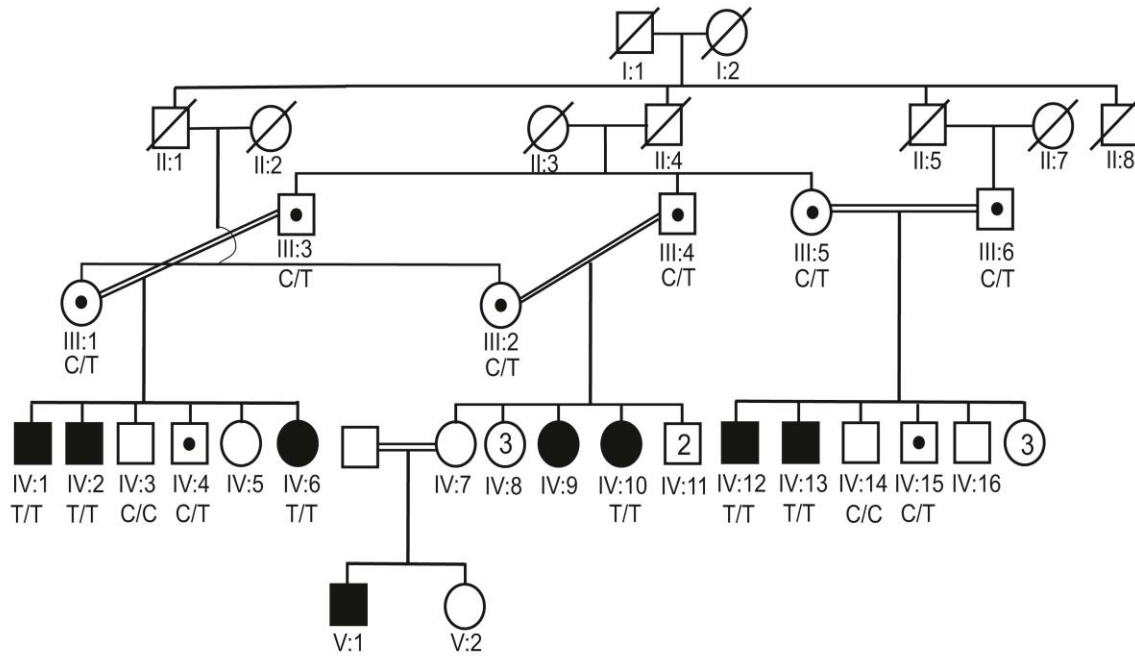 I:1 I:2
II:1 II:2 II:3 II:4 II:5 II:7 II:8
III:3 III:4 III:5 III:6
C/T C/T C/T C/T
III:1 III:2
C/T C/T
3 2 3
IV:1 IV:2 IV:3 IV:4 IV:5 IV:6 IV:7 IV:8 IV:9 IV:10 IV:11 IV:12 IV:13 IV:14 IV:15 IV:16
T/T T/T C/C C/T T/T T/T T/T T/T C/C C/T
V:1 V:2